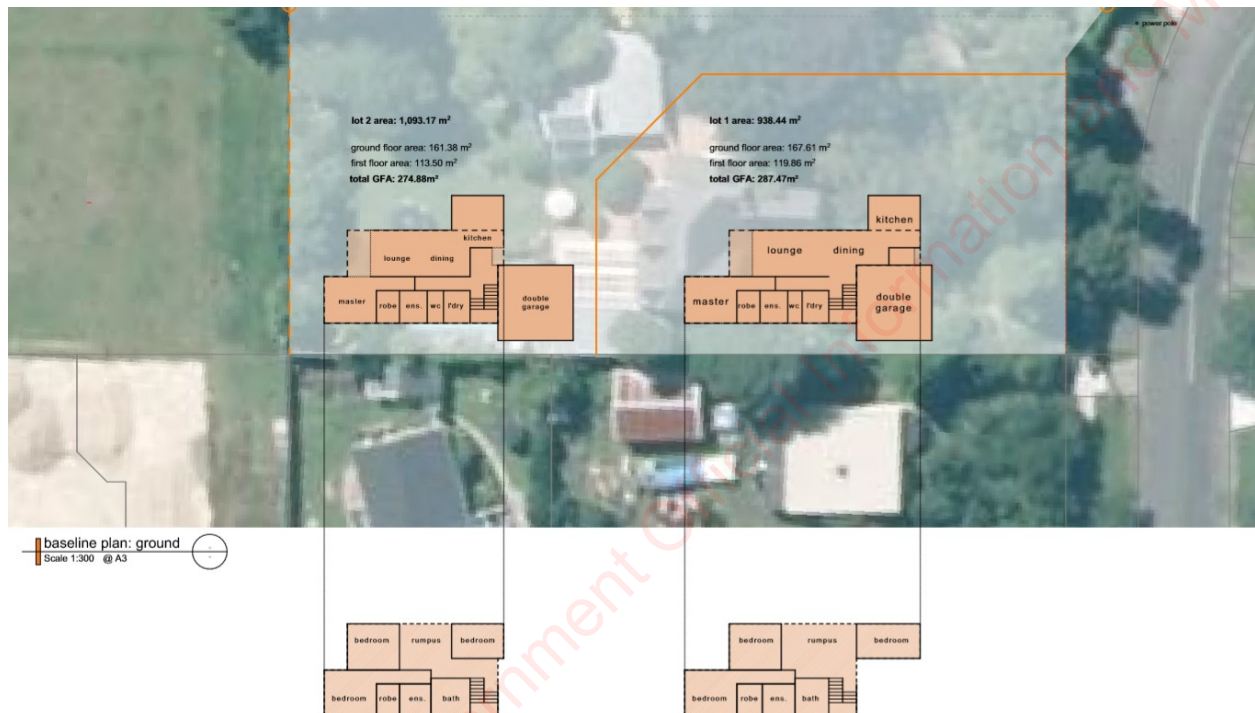 power pole
lot 2 area: 1,093.17 m²
ground floor area: 161.38 m²
first floor area: 113.50 m²
total GFA: 274.88m²
lot 1 area: 938.44 m²
ground floor area: 167.61 m²
first floor area: 119.86 m²
total GFA: 287.47m²
kitchen
lounge dining
master
robe ens. wc l'dry
double
garage
kitchen
lounge dining
master
robe ens. wc l'dry
double
garage
baseline plan: ground
Scale 1:300 @ A3
bedroom rumpus bedroom
bedroom robe ens. bath
bedroom rumpus bedroom
bedroom robe ens. bath
nment Official Information and M